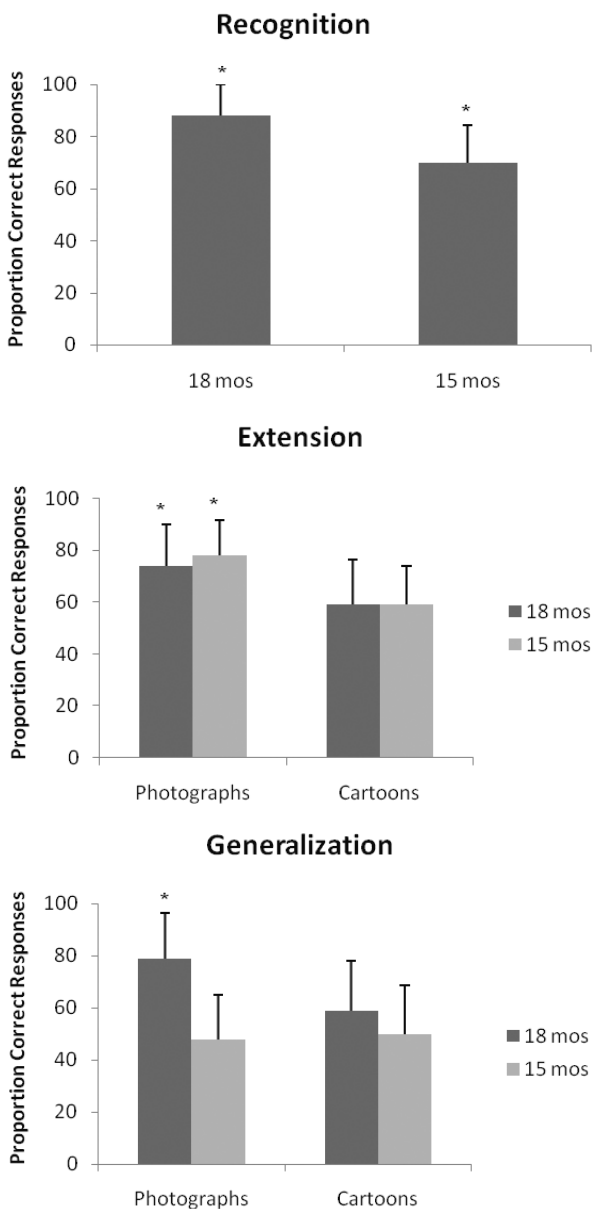 Recognition
Proportion Correct Responses
100
80
60
40
20
0
*
*
18 mos
15 mos
Extension
Proportion Correct Responses
100
80
60
40
20
0
*
*
Photographs
Cartoons
18 mos
15 mos
Generalization
Proportion Correct Responses
100
80
60
40
20
0
*
Photographs
Cartoons
18 mos
15 mos